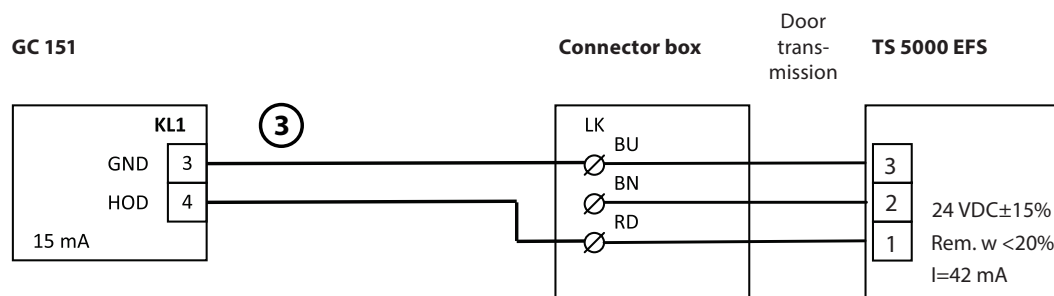 GC 151
Connector box
Door
trans-
mission
TS 5000 EFS
KL1
3
LK
GND 3
BU
3
HOD 4
BN
2
RD
1
15 mA
24 VDC±15%
Rem. w <20%
I=42 mA